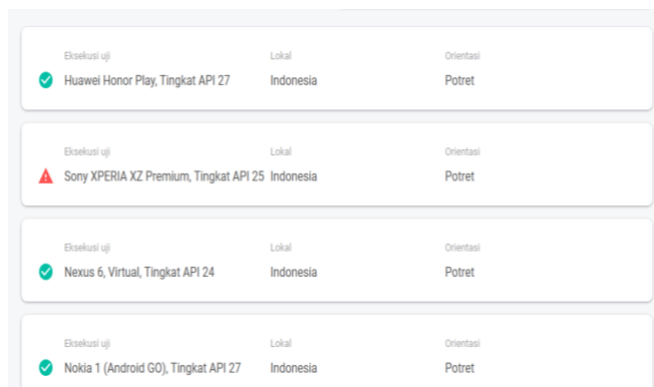 Eksekusi uji Lokal Orientasi
Huawei Honor Play, Tingkat API 27 Indonesia Potret
Eksekusi uji Lokal Orientasi
Sony XPERIA XZ Premium, Tingkat API 25 Indonesia Potret
Eksekusi uji Lokal Orientasi
Nexus 6, Virtual, Tingkat API 24 Indonesia Potret
Eksekusi uji Lokal Orientasi
Nokia 1 (Android GO), Tingkat API 27 Indonesia Potret